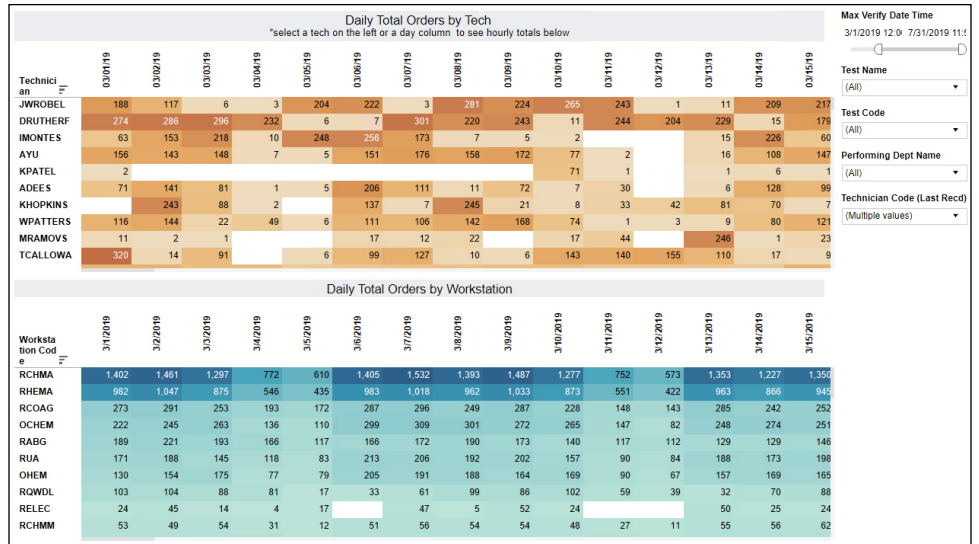 Daily Total Orders by Tech
*select a tech on the left or a day column to see hourly totals below
Technici
an
03/01/19 03/02/19 03/03/19 03/04/19 03/05/19 03/06/19 03/07/19 03/08/19 03/09/19 03/10/19 03/11/19 03/12/19 03/13/19 03/14/19 03/15/19
JWROBEL 188 117 6 3 204 222 3 281 224 265 243 1 11 209 217
DRUTHERF 274 286 296 232 6 7 301 220 243 11 244 204 229 15 179
IMONTES 63 153 218 10 248 256 173 7 5 2 15 226 60
AYU 156 143 148 7 5 151 176 158 172 77 2 16 108 147
KPATEL 2 71 1 1 6 1
ADEES 71 141 81 1 5 206 111 11 72 7 30 6 128 99
KHOPKINS 243 88 2 137 7 245 21 8 33 42 81 70 7
WPATTERS 116 144 22 49 6 111 106 142 168 74 1 3 9 80 121
MRAMOVS 11 2 1 17 12 22 17 44 246 1 23
TCALLOWA 320 14 91 6 99 127 10 6 143 140 155 110 17 9
Daily Total Orders by Workstation
Worksta
tion Cod
e
3/1/2019 3/2/2019 3/3/2019 3/4/2019 3/5/2019 3/6/2019 3/7/2019 3/8/2019 3/9/2019 3/10/2019 3/11/2019 3/12/2019 3/13/2019 3/14/2019 3/15/2019
RCHMA 1,402 1,461 1,297 772 610 1,405 1,532 1,393 1,487 1,277 752 573 1,353 1,227 1,350
RHEMA 982 1,047 875 546 435 983 1,018 962 1,033 873 551 422 963 866 945
RCOAG 273 291 253 193 172 287 296 249 287 228 148 143 285 242 252
OCHEM 222 245 263 136 110 299 309 301 272 265 147 82 248 274 251
RABG 189 221 193 166 117 166 172 190 173 140 117 112 129 129 146
RUA 171 188 145 118 83 213 206 192 202 157 90 84 188 173 198
OHEM 130 154 175 77 79 205 191 188 164 169 90 67 157 169 165
RQWDL 103 104 88 81 17 33 61 99 86 102 59 39 32 70 88
RELEC 24 45 14 4 17 47 5 52 24 50 25 24
RCHMM 53 49 54 31 12 51 56 54 54 48 27 11 55 56 62
Max Verify Date Time
3/1/2019 12:0 7/31/2019 11:5
Test Name
(All)
Test Code
(All)
Performing Dept Name
(All)
Technician Code (Last Recd)
(Multiple values)